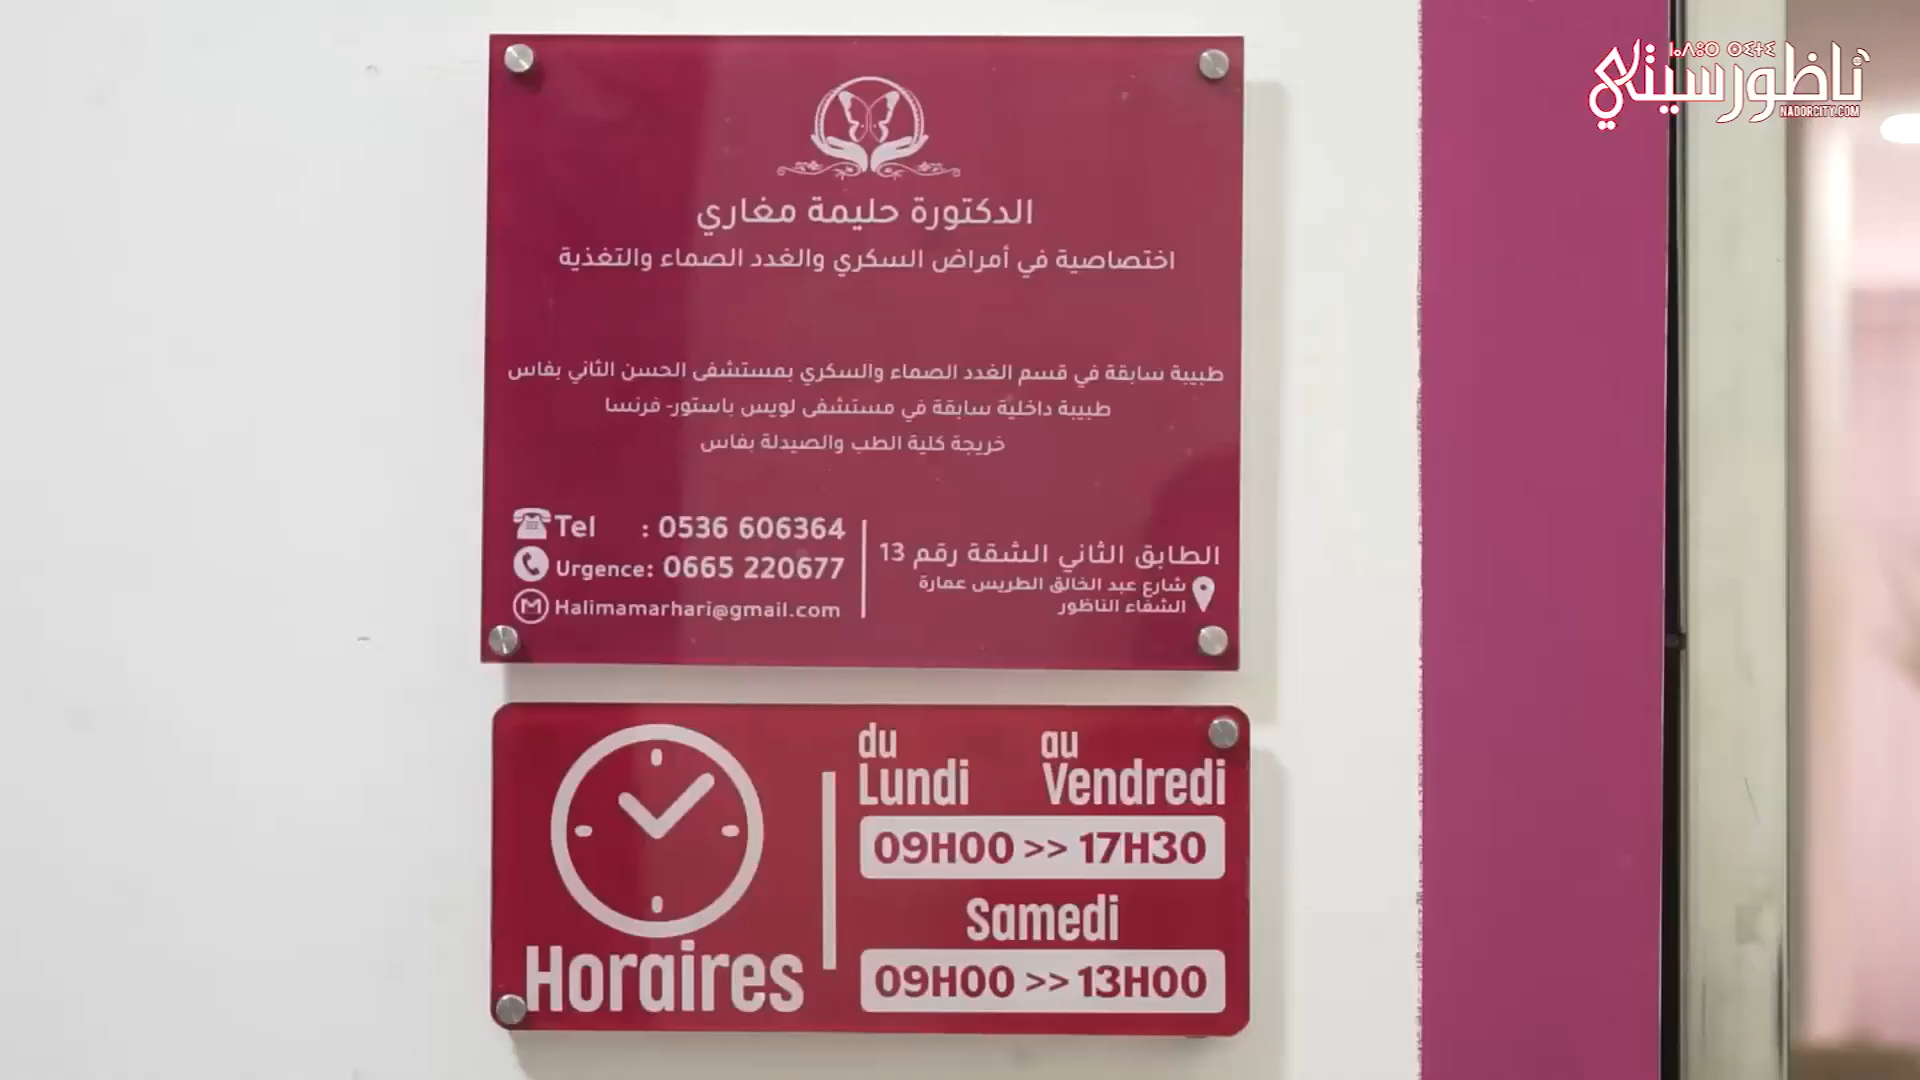 ⵏⴰⴷⵓⵔ ⵙⵉⵜⵉ
ناظورسيتي
NADORCITY.COM
الدكتورة حليمة مغاري
اختصاصية في أمراض السكري والغدد الصماء والتغذية
طبيبة سابقة في قسم الغدد الصماء والسكري بمستشفى الحسن الثاني بفاس
طبيبة داخلية سابقة في مستشفى لويس باستور- فرنسا
خريجة كلية الطب والصيدلة بفاس
Tel : 0536 606364
Urgence: 0665 220677
Halimamarhari@gmail.com
الطابق الثاني الشقة رقم 13
شارع عبد الخالق الطريس عمارة
الشفاء الناظور
du au
Lundi Vendredi
09H00 >> 17H30
Samedi
09H00 >> 13H00
Horaires